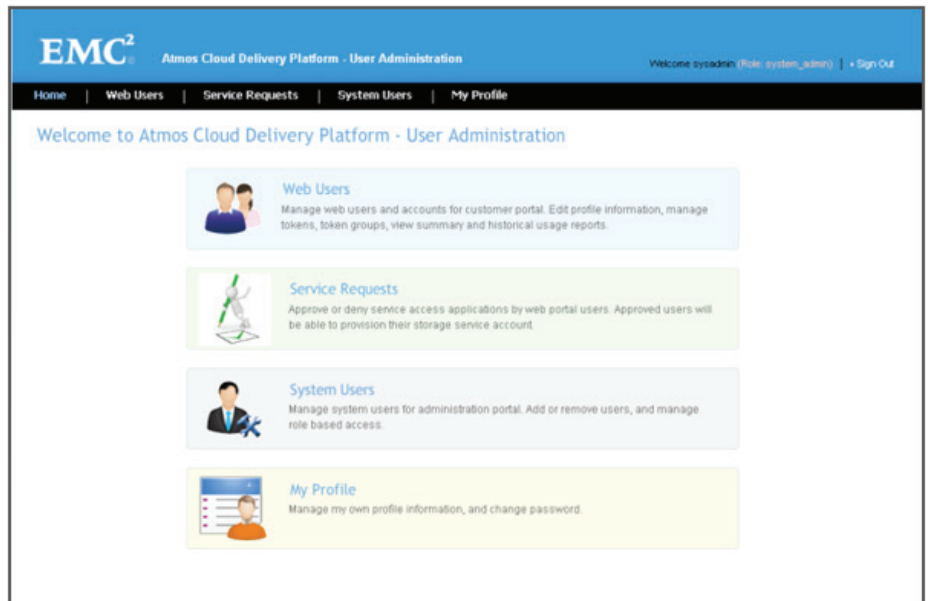 EMC²
Atmos Cloud Delivery Platform - User Administration
Welcome sysadmin (Role: system_admin) | • Sign Out
Home | Web Users | Service Requests | System Users | My Profile
Welcome to Atmos Cloud Delivery Platform - User Administration
Web Users
Manage web users and accounts for customer portal. Edit profile information, manage
tokens, token groups, view summary and historical usage reports.
Service Requests
Approve or deny service access applications by web portal users. Approved users will
be able to provision their storage service account.
System Users
Manage system users for administration portal. Add or remove users, and manage
role based access.
My Profile
Manage my own profile information, and change password.